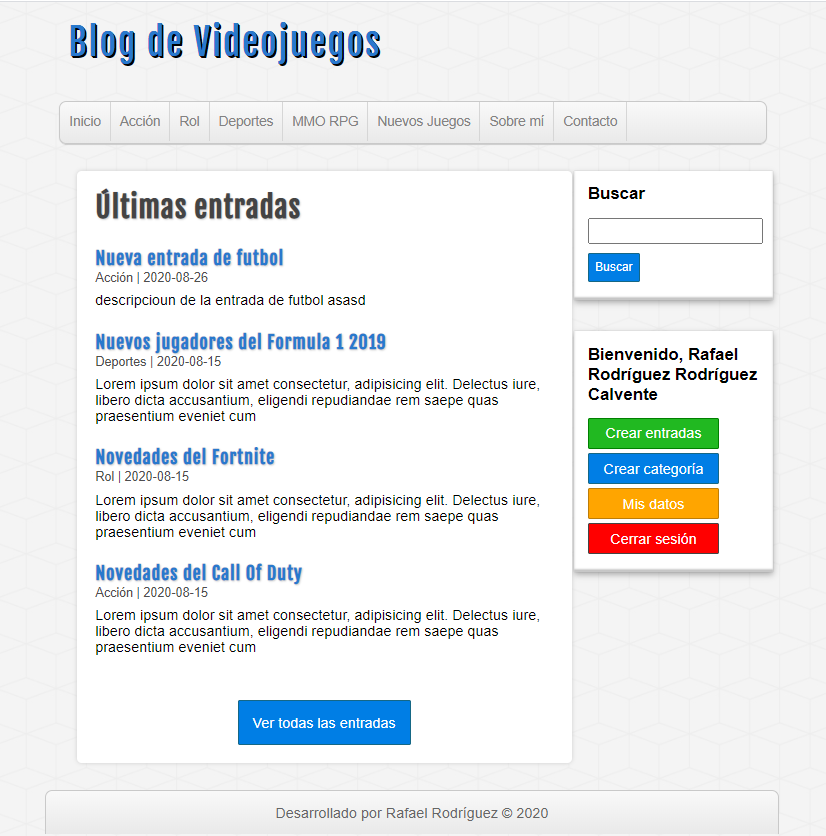 Blog de Videojuegos
Inicio Acción Rol Deportes MMO RPG Nuevos Juegos Sobre mí Contacto
Últimas entradas
Nueva entrada de futbol
Acción | 2020-08-26
descripcioun de la entrada de futbol asasd
Nuevos jugadores del Formula 1 2019
Deportes | 2020-08-15
Lorem ipsum dolor sit amet consectetur, adipisicing elit. Delectus iure,
libero dicta accusantium, eligendi repudiandae rem saepe quas
praesentium eveniet cum
Novedades del Fortnite
Rol | 2020-08-15
Lorem ipsum dolor sit amet consectetur, adipisicing elit. Delectus iure,
libero dicta accusantium, eligendi repudiandae rem saepe quas
praesentium eveniet cum
Novedades del Call Of Duty
Acción | 2020-08-15
Lorem ipsum dolor sit amet consectetur, adipisicing elit. Delectus iure,
libero dicta accusantium, eligendi repudiandae rem saepe quas
praesentium eveniet cum
Ver todas las entradas
Buscar
Buscar
Bienvenido, Rafael
Rodríguez Rodríguez
Calvente
Crear entradas
Crear categoría
Mis datos
Cerrar sesión
Desarrollado por Rafael Rodríguez © 2020